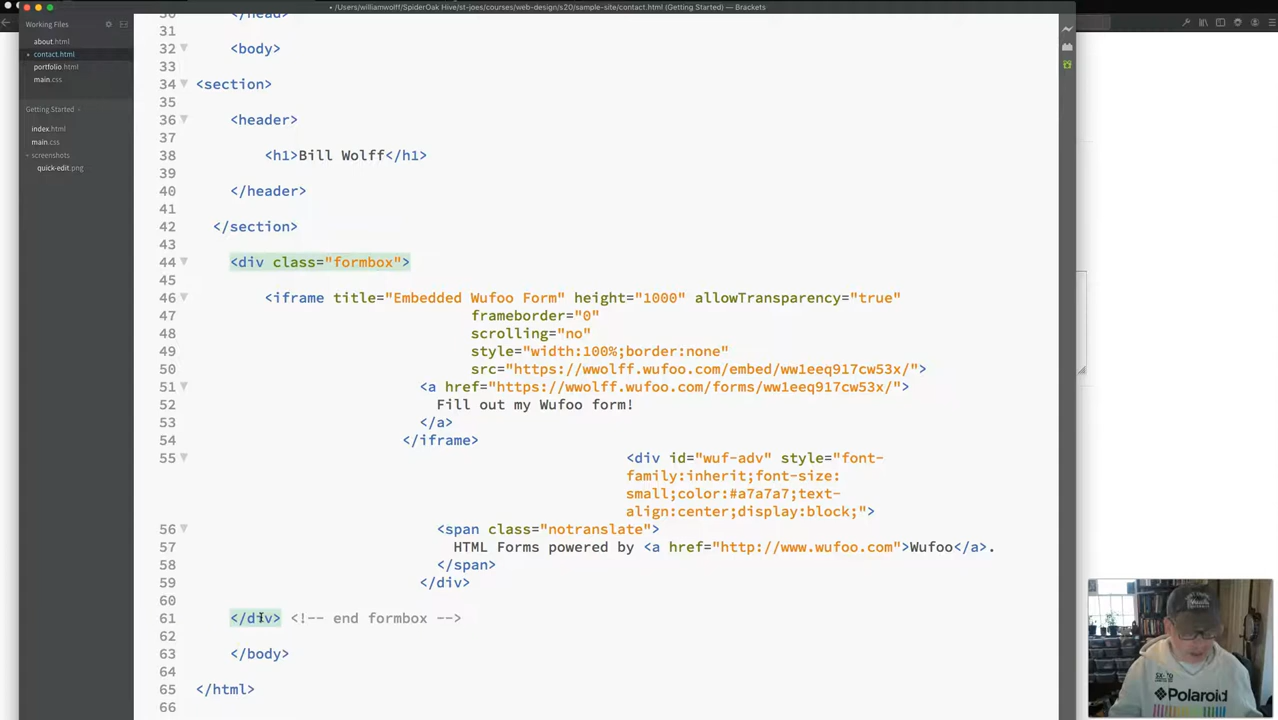 • /Users/williamwolff/SpiderOak Hive/st-joes/courses/web-design/s20/sample-site/contact.html (Getting Started) — Brackets
Working Files
about.html
• contact.html
portfolio.html
main.css
Getting Started
index.html
main.css
screenshots
quick-edit.png
30 </head>
31
32 <body>
33
34 <section>
35
36 <header>
37
38 <h1>Bill Wolff</h1>
39
40 </header>
41
42 </section>
43
44 <div class="formbox">
45
46 <iframe title="Embedded Wufoo Form" height="1000" allowTransparency="true"
47 frameborder="0"
48 scrolling="no"
49 style="width:100%;border:none"
50 src="https://wwolff.wufoo.com/embed/ww1eeq917cw53x/">
51 <a href="https://wwolff.wufoo.com/forms/ww1eeq917cw53x/">
52 Fill out my Wufoo form!
53 </a>
54 </iframe>
55 <div id="wuf-adv" style="font-
family:inherit;font-size:
small;color:#a7a7a7;text-
align:center;display:block;">
56 <span class="notranslate">
57 HTML Forms powered by <a href="http://www.wufoo.com">Wufoo</a>.
58 </span>
59 </div>
60
61 </div> <!-- end formbox -->
62
63 </body>
64
65 </html>
66
Polaroid